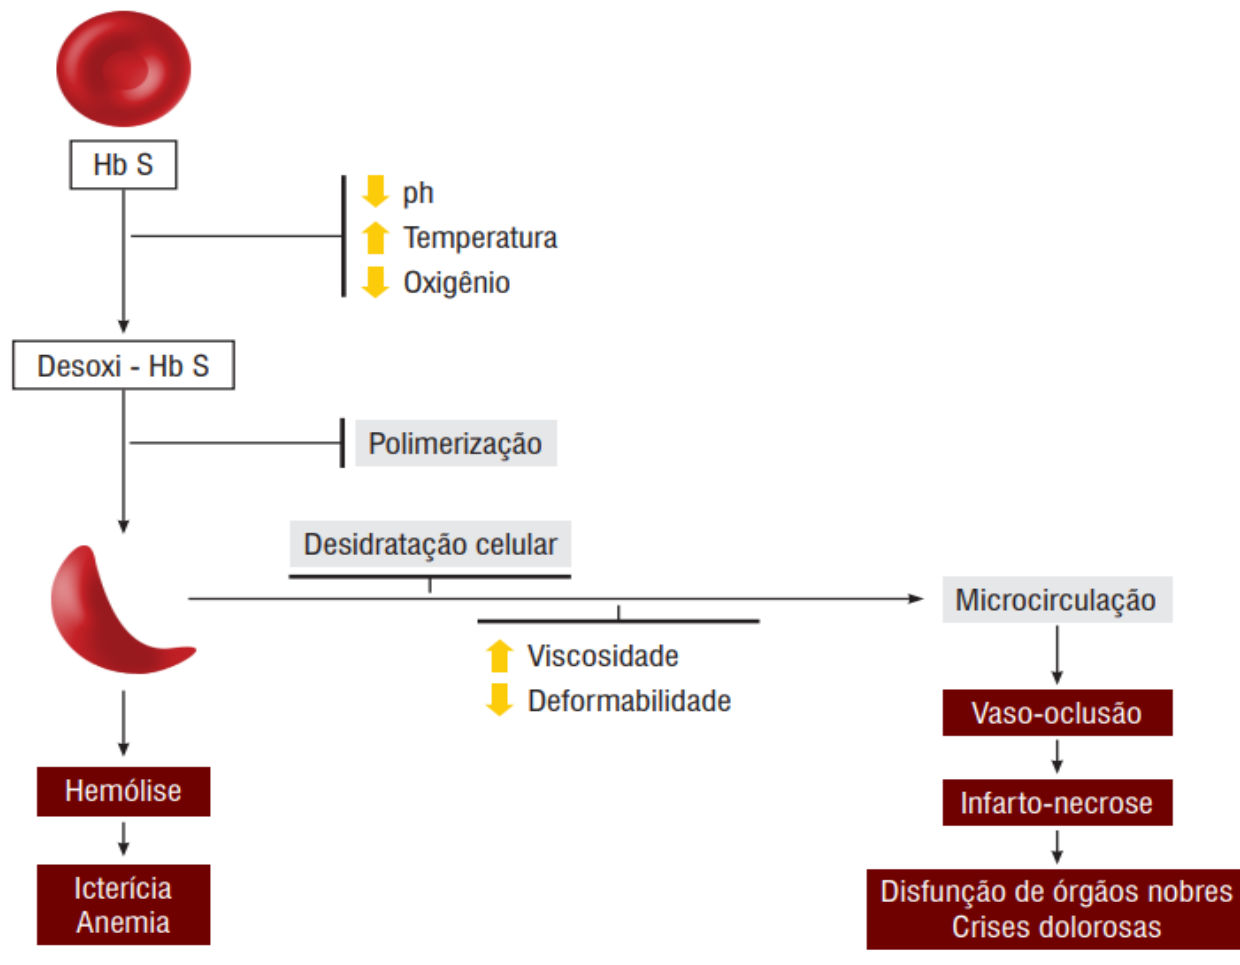 Hb S
ph
Temperatura
Oxigênio
Desoxi - Hb S
Polimerização
Desidratação celular
Microcirculação
Viscosidade
Deformabilidade
Vaso-oclusão
Hemólise
Infarto-necrose
Icterícia
Anemia
Disfunção de órgãos nobres
Crises dolorosas